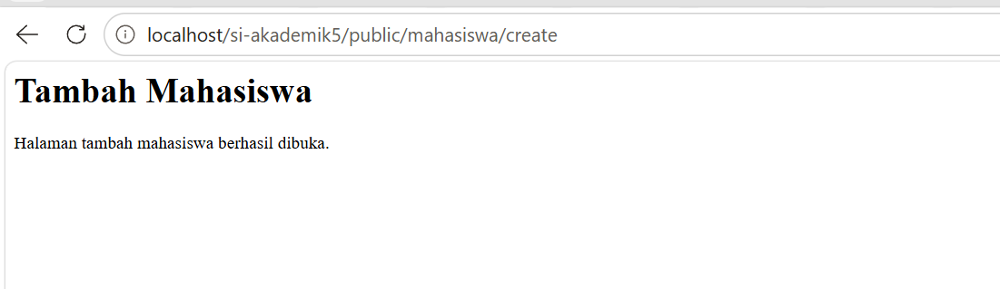 localhost/si-akademik5/public/mahasiswa/create
Tambah Mahasiswa
Halaman tambah mahasiswa berhasil dibuka.